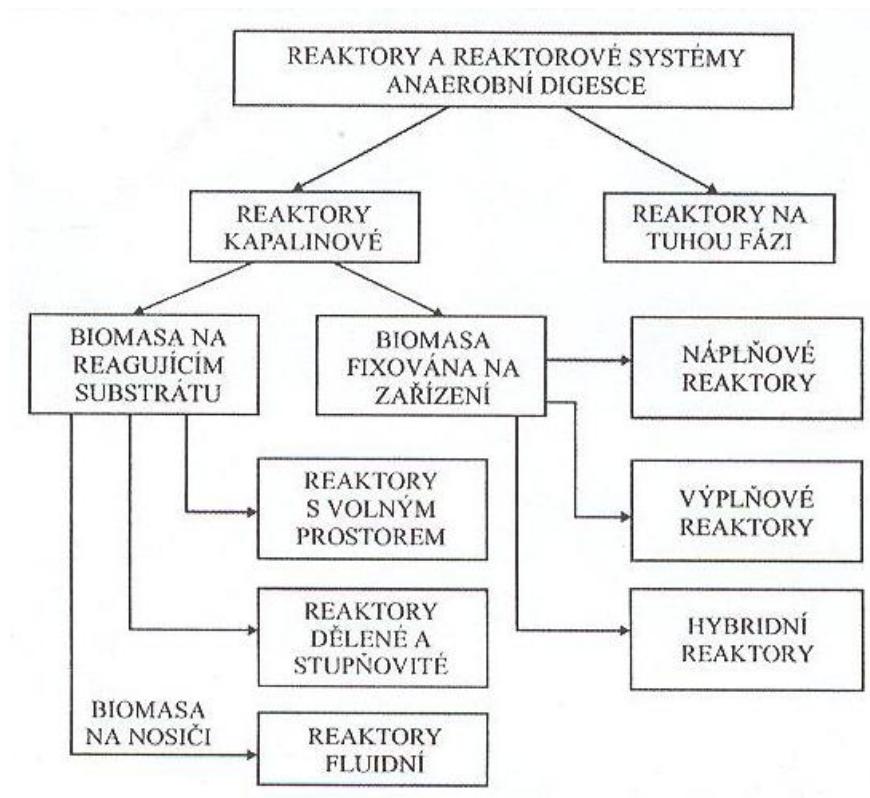 REAKTORY A REAKTOROVÉ SYSTÉMY
ANAEROBNÍ DIGESCE
REAKTORY
KAPALINOVÉ
REAKTORY NA
TUHOU FÁZI
BIOMASA NA
REAGUJÍCÍM
SUBSTRÁTU
BIOMASA
FIXOVÁNA NA
ZAŘÍZENÍ
NÁPLŇOVÉ
REAKTORY
REAKTORY
S VOLNÝM
PROSTOREM
VÝPLŇOVÉ
REAKTORY
REAKTORY
DĚLENÉ A
STUPŇOVITÉ
HYBRIDNÍ
REAKTORY
BIOMASA
NA NOSIČI
REAKTORY
FLUIDNÍ